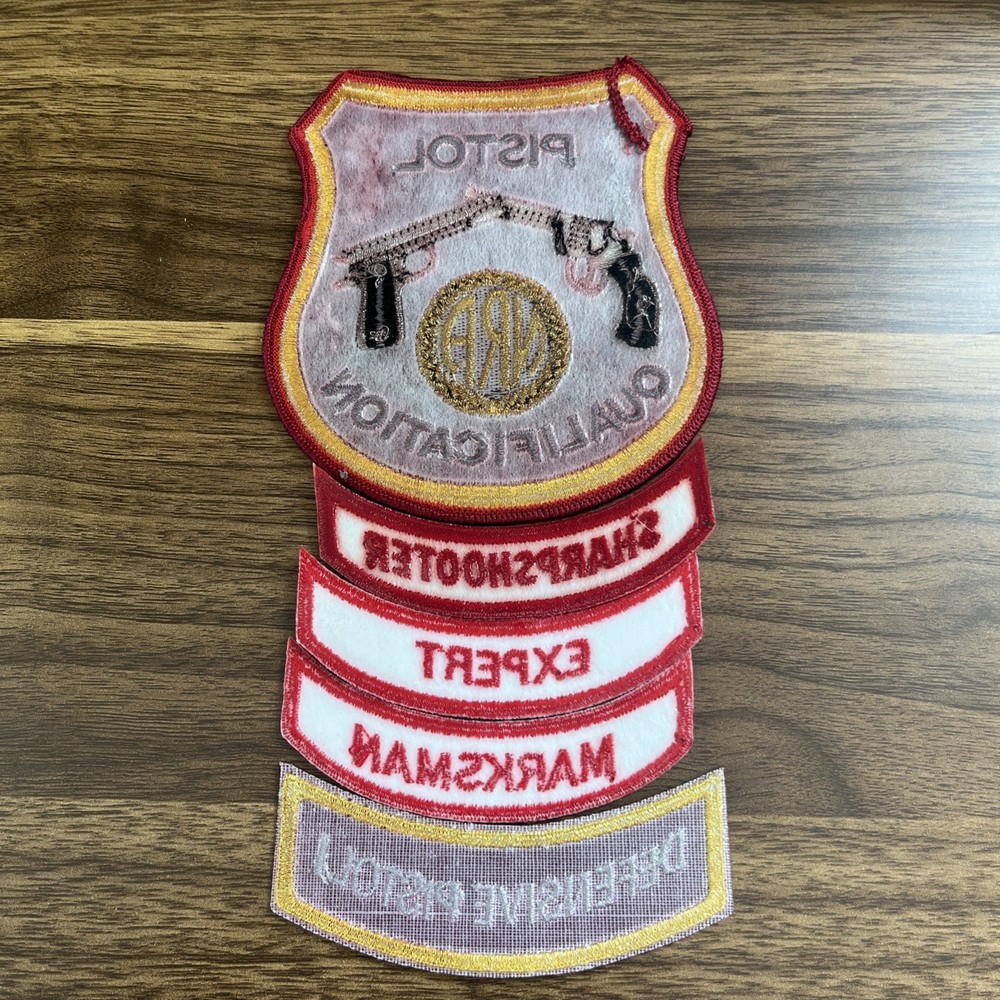 PISTOL
NRA
QUALIFICATION
SHARPSHOOTER
EXPERT
MARKSMAN
DEFENSIVE PISTOL I